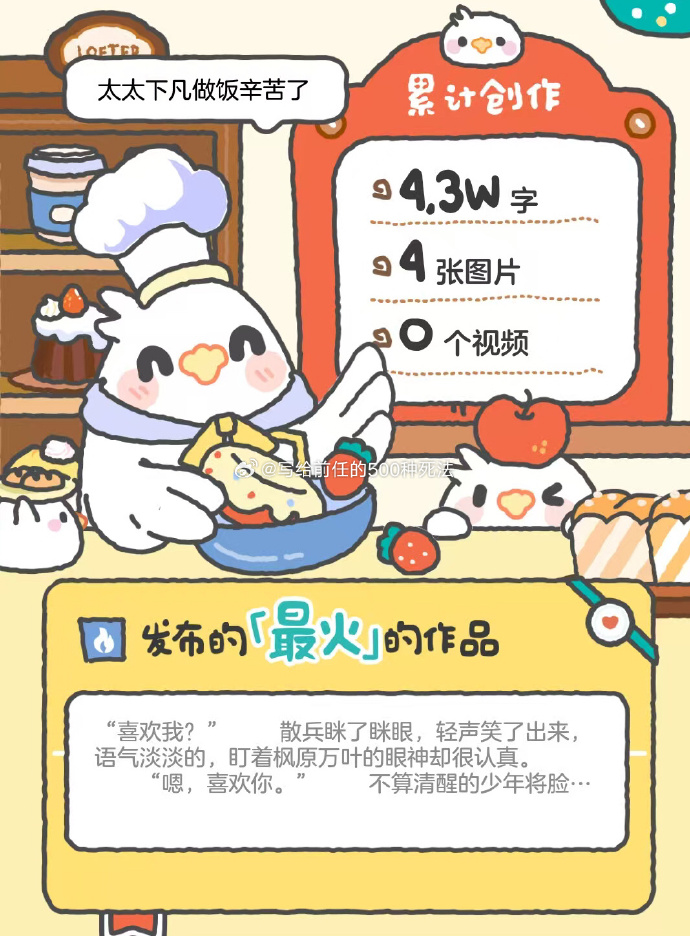 LOFTER
太太下凡做饭辛苦了
累计创作
4.3W 字
4 张图片
0 个视频
@写给前任的500种死法
发布的「最火」的作品
“喜欢我？” 散兵眯了眯眼，轻声笑了出来，
语气淡淡的，盯着枫原万叶的眼神却很认真。
“嗯，喜欢你。” 不算清醒的少年将脸…